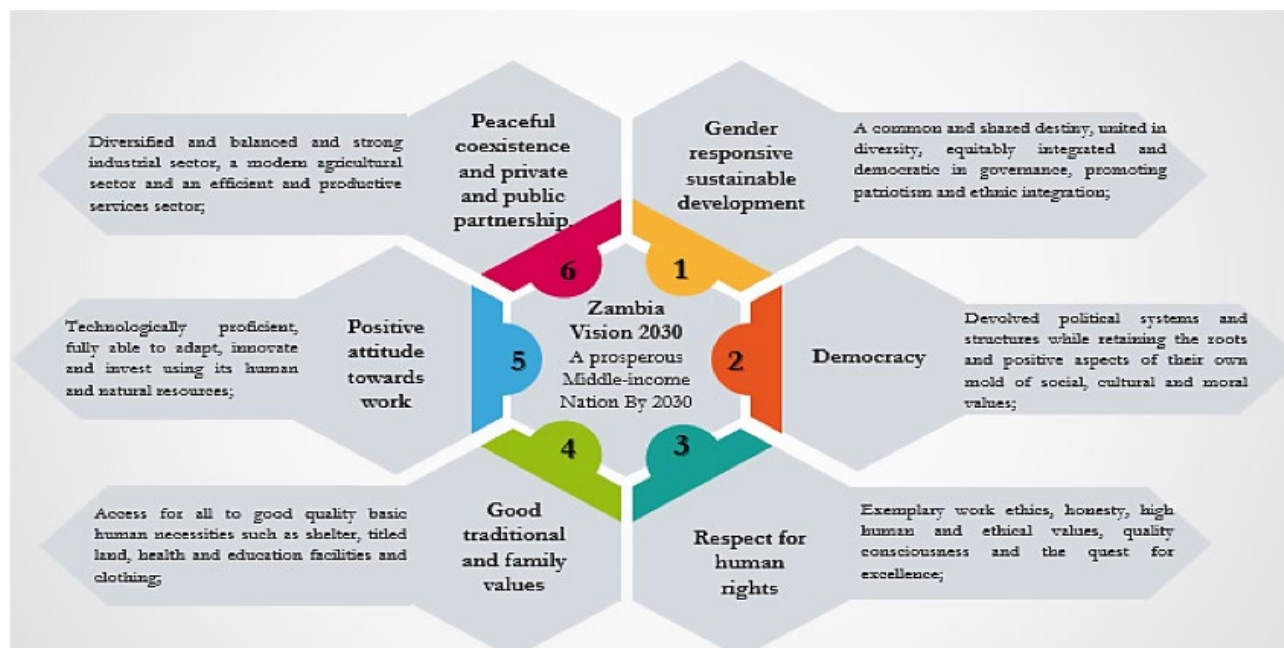 Peaceful
coexistence
and private
and public
partnership.
Gender
responsive
sustainable
development
Diversified and balanced and strong
industrial sector, a modern agricultural
sector and an efficient and productive
services sector;
A common and shared destiny, united in
diversity, equitably integrated and
democratic in governance, promoting
patriotism and ethnic integration;
6
1
Zambia
Vision 2030
A prosperous
Middle-income
Nation By 2030
Technologically proficient,
fully able to adapt, innovate
and invest using its human
and natural resources;
Positive
attitude
towards
work
5
2
Democracy
Devolved political systems and
structures while retaining the roots
and positive aspects of their own
mold of social, cultural and moral
values;
4
3
Access for all to good quality basic
human necessities such as shelter, titled
land, health and education facilities and
clothing;
Good
traditional
and family
values
Respect for
human
rights
Exemplary work ethics, honesty, high
human and ethical values, quality
consciousness and the quest for
excellence;